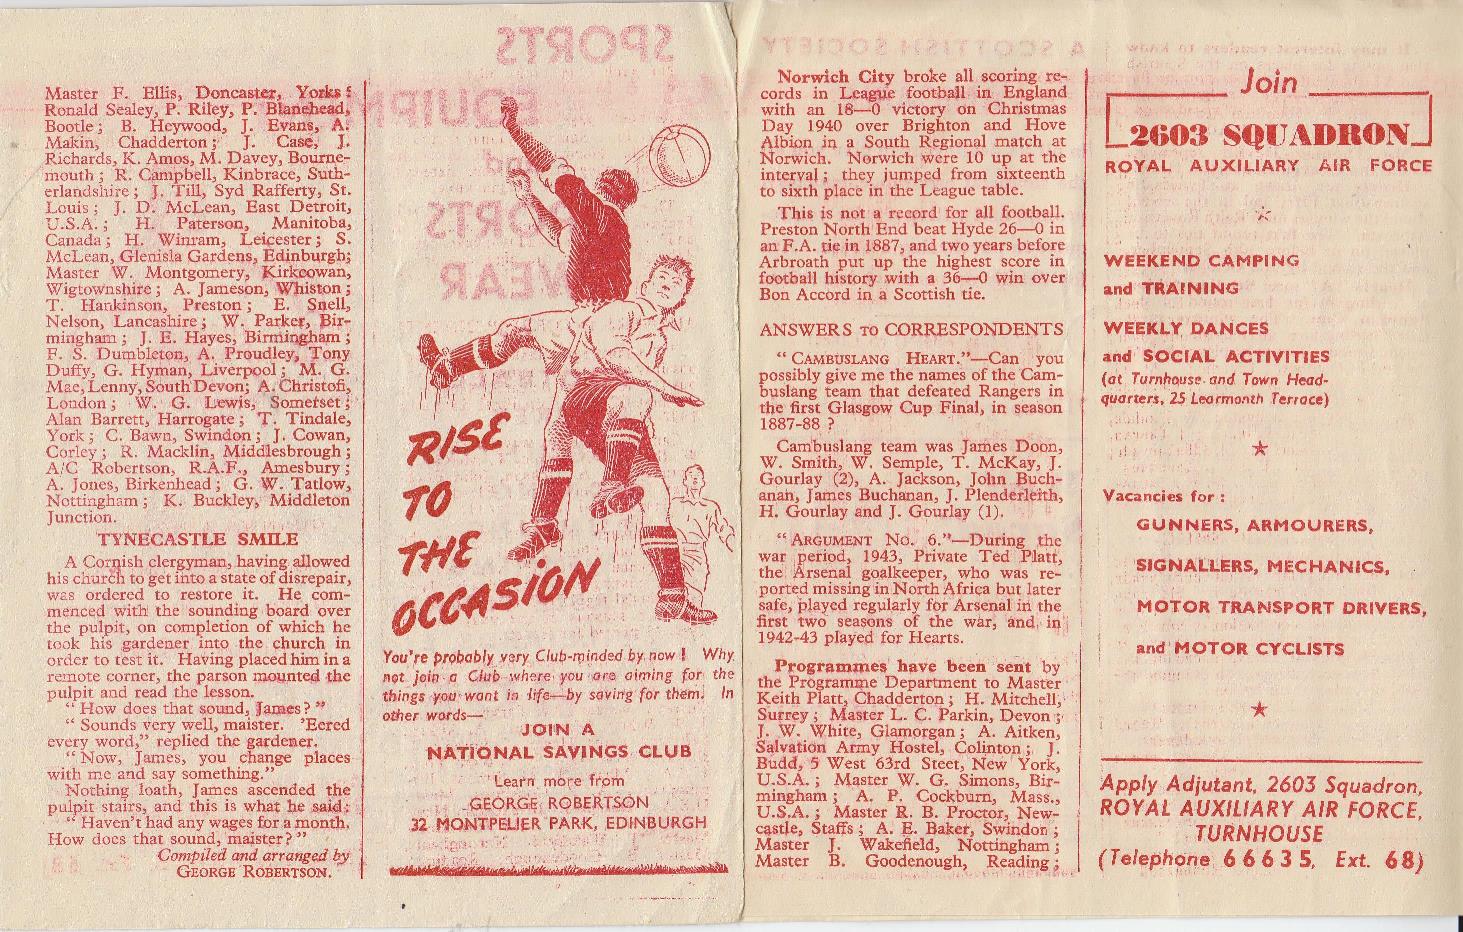 Master F. Ellis, Doncaster, Yorks;
Ronald Sealey, P. Riley, P. Blanehead,
Bootle; B. Heywood, J. Evans, A.
Makin, Chadderton; J. Case, J.
Richards, K. Amos, M. Davey, Bourne-
mouth; R. Campbell, Kinbrace, Suth-
erlandshire; J. Till, Syd Rafferty, St.
Louis; J. D. McLean, East Detroit,
U.S.A.; H. Paterson, Manitoba,
Canada; H. Winram, Leicester; S.
McLean, Glenisla Gardens, Edinburgh;
Master W. Montgomery, Kirkcowan,
Wigtownshire; A. Jameson, Whiston;
T. Hankinson, Preston; E. Snell,
Nelson, Lancashire; W. Parker, Bir-
mingham; J. E. Hayes, Birmingham;
F. S. Dumbleton, A. Proudley, Tony
Duffy, G. Hyman, Liverpool; M. G.
Mac, Lenny, South Devon; A. Christofi,
London; W. G. Lewis, Somerset;
Alan Barrett, Harrogate; T. Tindale,
York; C. Bawn, Swindon; J. Cowan,
Corley; R. Macklin, Middlesbrough;
A/C Robertson, R.A.F., Amesbury;
A. Jones, Birkenhead; G. W. Tatlow,
Nottingham; K. Buckley, Middleton
Junction.
TYNECASTLE SMILE
A Cornish clergyman, having allowed
his church to get into a state of disrepair,
was ordered to restore it. He com-
menced with the sounding board over
the pulpit, on completion of which he
took his gardener into the church in
order to test it. Having placed him in a
remote corner, the parson mounted the
pulpit and read the lesson.
"How does that sound, James?"
"Sounds very well, maister. 'Eered
every word," replied the gardener.
"Now, James, you change places
with me and say something."
Nothing loath, James ascended the
pulpit stairs, and this is what he said:
"Haven't had any wages for a month.
How does that sound, maister?"
Compiled and arranged by
GEORGE ROBERTSON.
RISE
TO
THE
OCCASION
You're probably very Club-minded by now! Why
not join a Club where you are aiming for the
things you want in life—by saving for them. In
other words—
JOIN A
NATIONAL SAVINGS CLUB
Learn more from
GEORGE ROBERTSON
32 MONTPELIER PARK, EDINBURGH
Norwich City broke all scoring re-
cords in League football in England
with an 18—0 victory on Christmas
Day 1940 over Brighton and Hove
Albion in a South Regional match at
Norwich. Norwich were 10 up at the
interval; they jumped from sixteenth
to sixth place in the League table.
This is not a record for all football.
Preston North End beat Hyde 26—0 in
an F.A. tie in 1887, and two years before
Arbroath put up the highest score in
football history with a 36—0 win over
Bon Accord in a Scottish tie.
ANSWERS TO CORRESPONDENTS
"CAMBUSLANG HEART."—Can you
possibly give me the names of the Cam-
buslang team that defeated Rangers in
the first Glasgow Cup Final, in season
1887-88 ?
Cambuslang team was James Doon,
W. Smith, W. Semple, T. McKay, J.
Gourlay (2), A. Jackson, John Buch-
anan, James Buchanan, J. Plenderleith,
H. Gourlay and J. Gourlay (1).
"ARGUMENT No. 6."—During the
war period, 1943, Private Ted Platt,
the Arsenal goalkeeper, who was re-
ported missing in North Africa but later
safe, played regularly for Arsenal in the
first two seasons of the war, and in
1942-43 played for Hearts.
Programmes have been sent by
the Programme Department to Master
Keith Platt, Chadderton; H. Mitchell,
Surrey; Master L. C. Parkin, Devon;
J. W. White, Glamorgan; A. Aitken,
Salvation Army Hostel, Colinton; J.
Budd, 5 West 63rd Steet, New York,
U.S.A.; Master W. G. Simons, Bir-
mingham; A. P. Cockburn, Mass.,
U.S.A.; Master R. B. Proctor, New-
castle, Staffs; A. E. Baker, Swindon;
Master J. Wakefield, Nottingham;
Master B. Goodenough, Reading;
Join
2603 SQUADRON
ROYAL AUXILIARY AIR FORCE
WEEKEND CAMPING
and TRAINING
WEEKLY DANCES
and SOCIAL ACTIVITIES
(at Turnhouse and Town Head-
quarters, 25 Learmonth Terrace)
Vacancies for :
GUNNERS, ARMOURERS,
SIGNALLERS, MECHANICS,
MOTOR TRANSPORT DRIVERS,
and MOTOR CYCLISTS
Apply Adjutant, 2603 Squadron,
ROYAL AUXILIARY AIR FORCE,
TURNHOUSE
(Telephone 66635, Ext. 68)